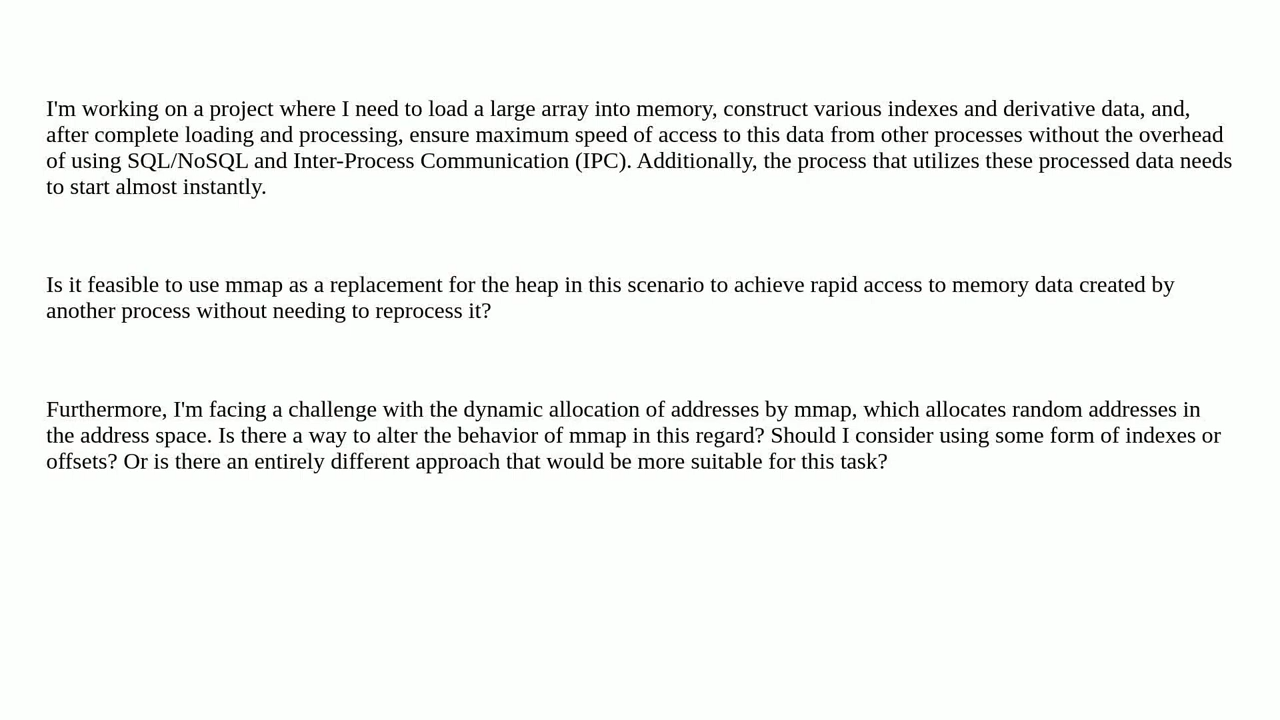 I'm working on a project where I need to load a large array into memory, construct various indexes and derivative data, and,
after complete loading and processing, ensure maximum speed of access to this data from other processes without the overhead
of using SQL/NoSQL and Inter-Process Communication (IPC). Additionally, the process that utilizes these processed data needs
to start almost instantly.
Is it feasible to use mmap as a replacement for the heap in this scenario to achieve rapid access to memory data created by
another process without needing to reprocess it?
Furthermore, I'm facing a challenge with the dynamic allocation of addresses by mmap, which allocates random addresses in
the address space. Is there a way to alter the behavior of mmap in this regard? Should I consider using some form of indexes or
offsets? Or is there an entirely different approach that would be more suitable for this task?